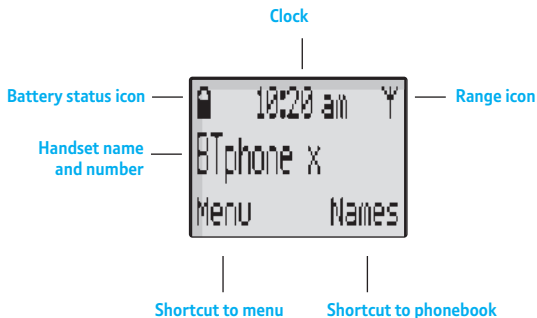 Clock
Battery status icon
10:20 am
Range icon
Handset name
and number
BTphone x
Menu Names
Shortcut to menu
Shortcut to phonebook